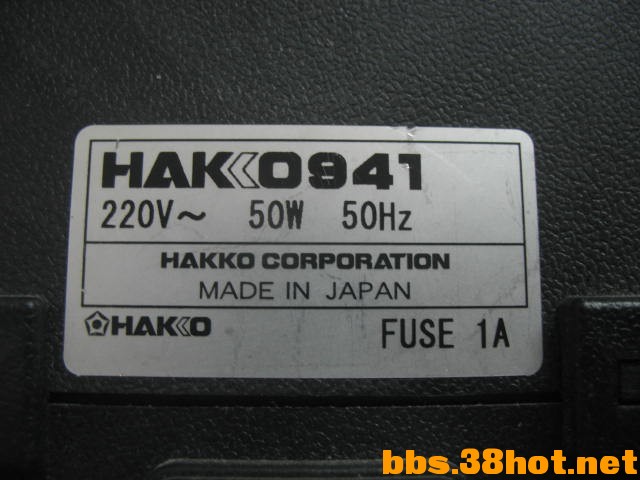 HAKKO 941
220V~ 50W 50Hz
HAKKO CORPORATION
MADE IN JAPAN
HAKKO FUSE 1A
bbs.38hot.net